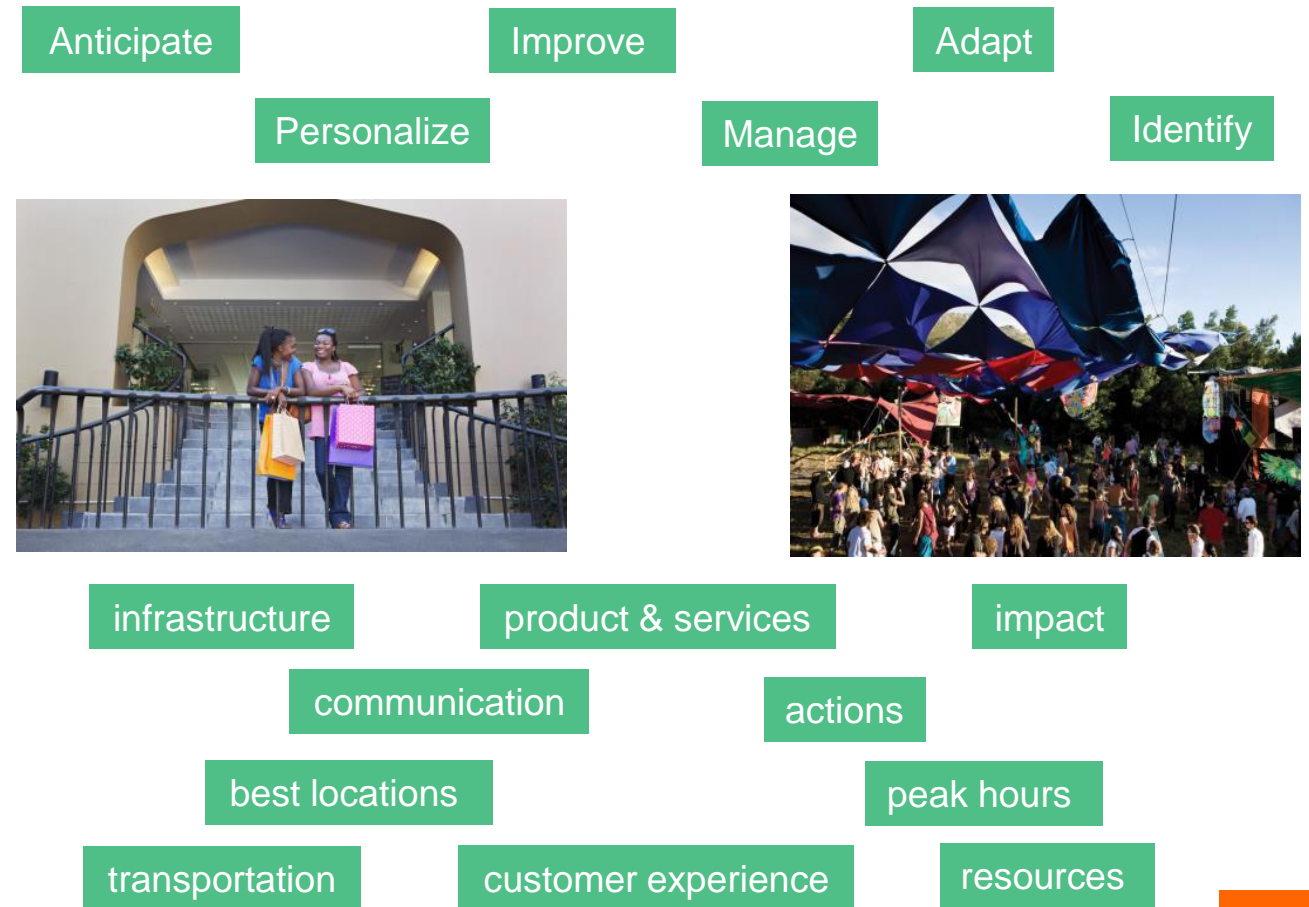 Anticipate
Improve
Adapt
Personalize
Manage
Identify
infrastructure
product & services
impact
communication
actions
best locations
peak hours
transportation
customer experience
resources